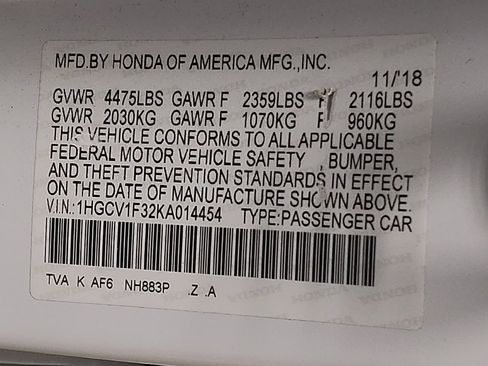 MFD.BY HONDA OF AMERICA MFG.,INC.
11/18
GVWR 4475LBS GAWR F 2359LBS 2116LBS
GVWR 2030KG GAWR F 1070KG 960KG
THIS VEHICLE CONFORMS TO ALL APPLICABLE
FEDERAL MOTOR VEHICLE SAFETY , BUMPER,
AND THEFT PREVENTION STANDARDS IN EFFECT
ON THE DATE OF MANUFACTURE SHOWN ABOVE.
V.I.N.:1HGCV1F32KA014454 TYPE:PASSENGER CAR
TVA K AF6 NH883P .Z .A